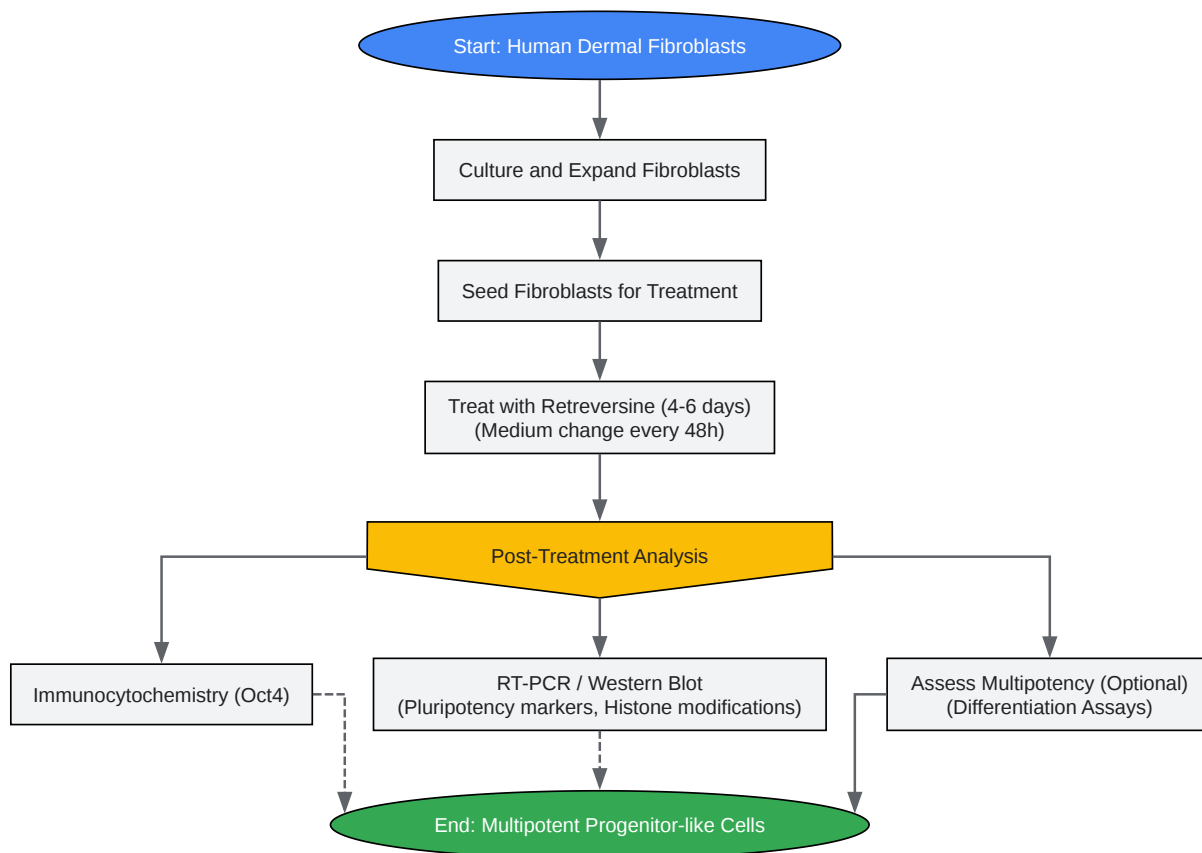 Start: Human Dermal Fibroblasts
Culture and Expand Fibroblasts
Seed Fibroblasts for Treatment
Treat with Retreversine (4-6 days)
(Medium change every 48h)
Post-Treatment Analysis
Immunocytochemistry (Oct4)
RT-PCR / Western Blot
(Pluripotency markers, Histone modifications)
Assess Multipotency (Optional)
(Differentiation Assays)
End: Multipotent Progenitor-like Cells